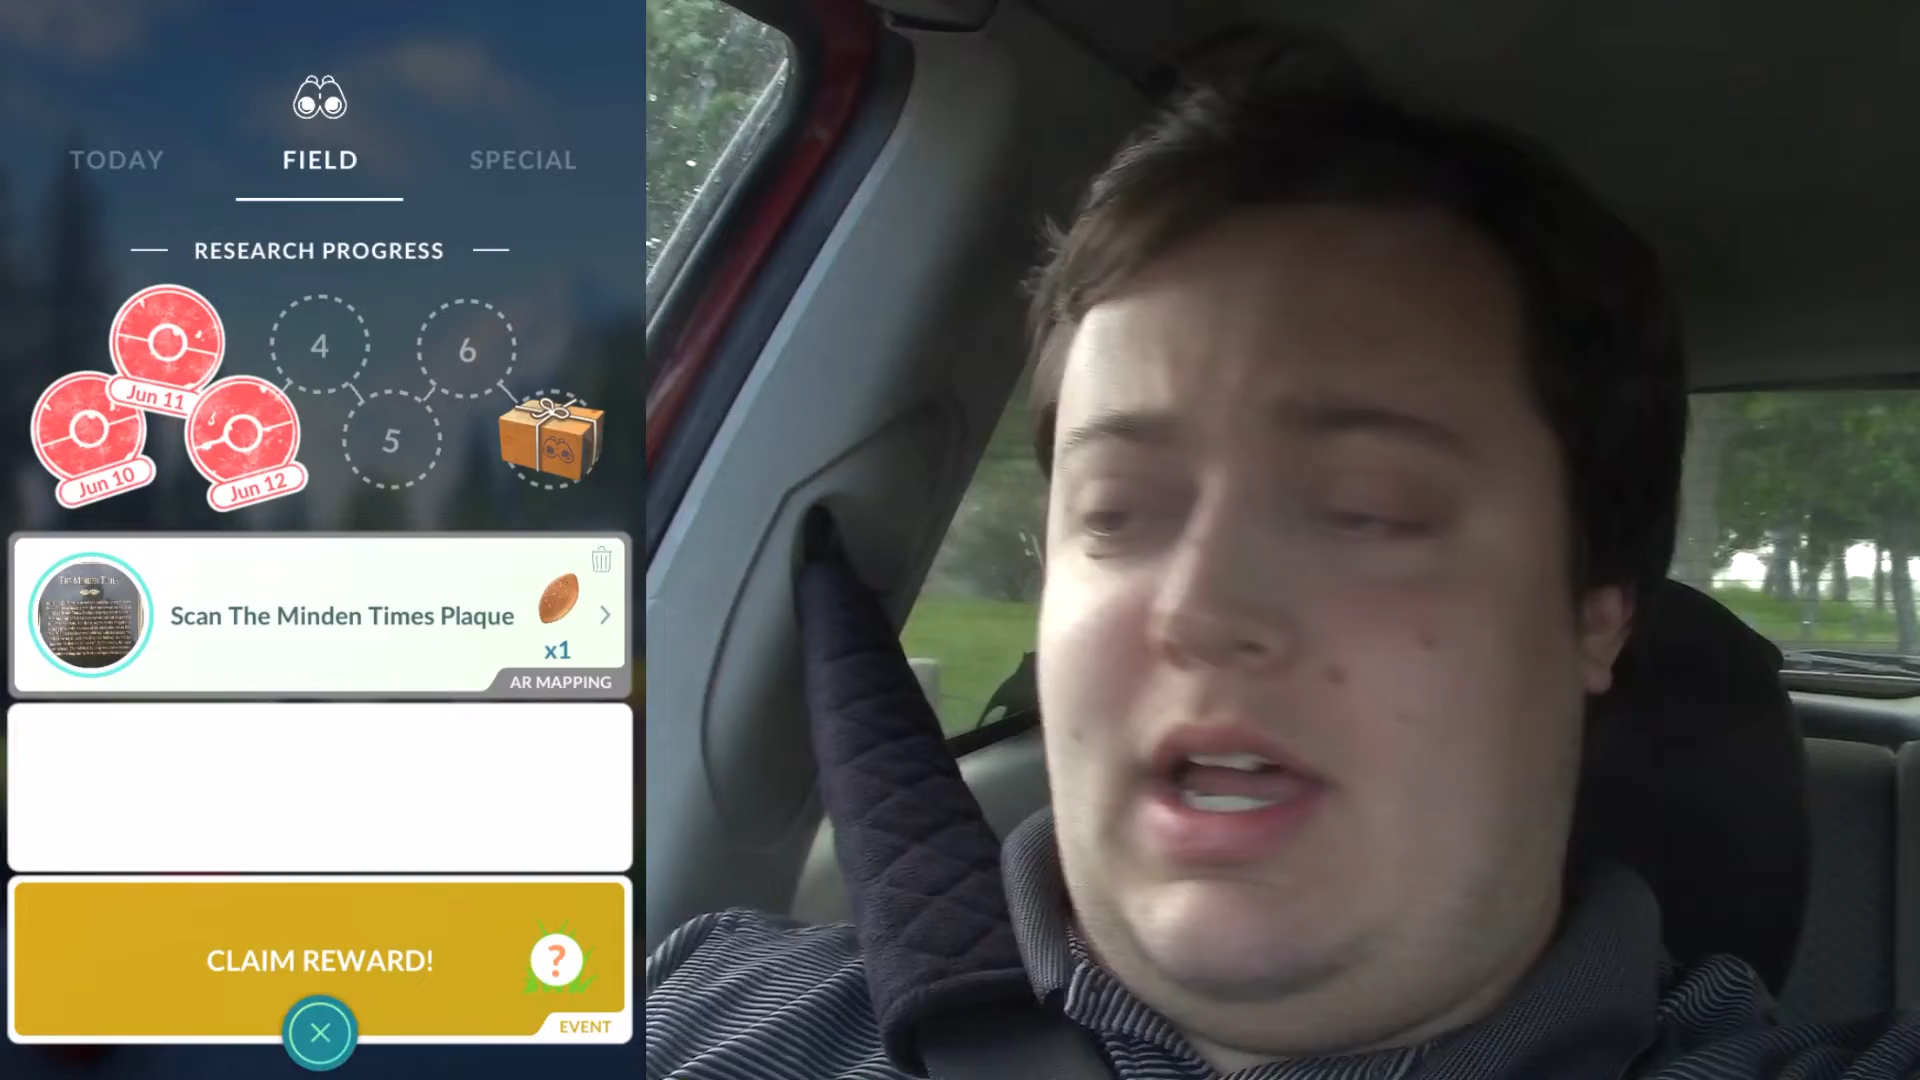 TODAY
FIELD
SPECIAL
RESEARCH PROGRESS
4
6
Jun 11
5
Jun 10
Jun 12
Scan The Minden Times Plaque
x1
AR MAPPING
CLAIM REWARD!
?
EVENT